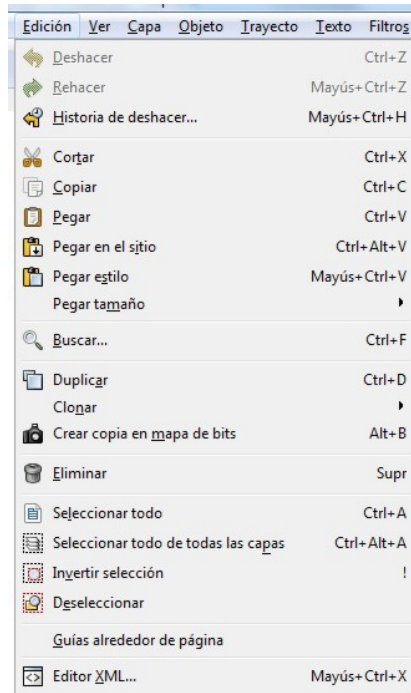 Edición Ver Capa Objeto Trayecto Texto Filtros
Deshacer Ctrl+Z
Rehacer Mayús+Ctrl+Z
Historia de deshacer... Mayús+Ctrl+H
Cortar Ctrl+X
Copiar Ctrl+C
Pegar Ctrl+V
Pegar en el sitio Ctrl+Alt+V
Pegar estilo Mayús+Ctrl+V
Pegar tamaño
Buscar... Ctrl+F
Duplicar Ctrl+D
Clonar
Crear copia en mapa de bits Alt+B
Eliminar Supr
Seleccionar todo Ctrl+A
Seleccionar todo de todas las capas Ctrl+Alt+A
Invertir selección !
Deseleccionar
Guías alrededor de página
Editor XML... Mayús+Ctrl+X